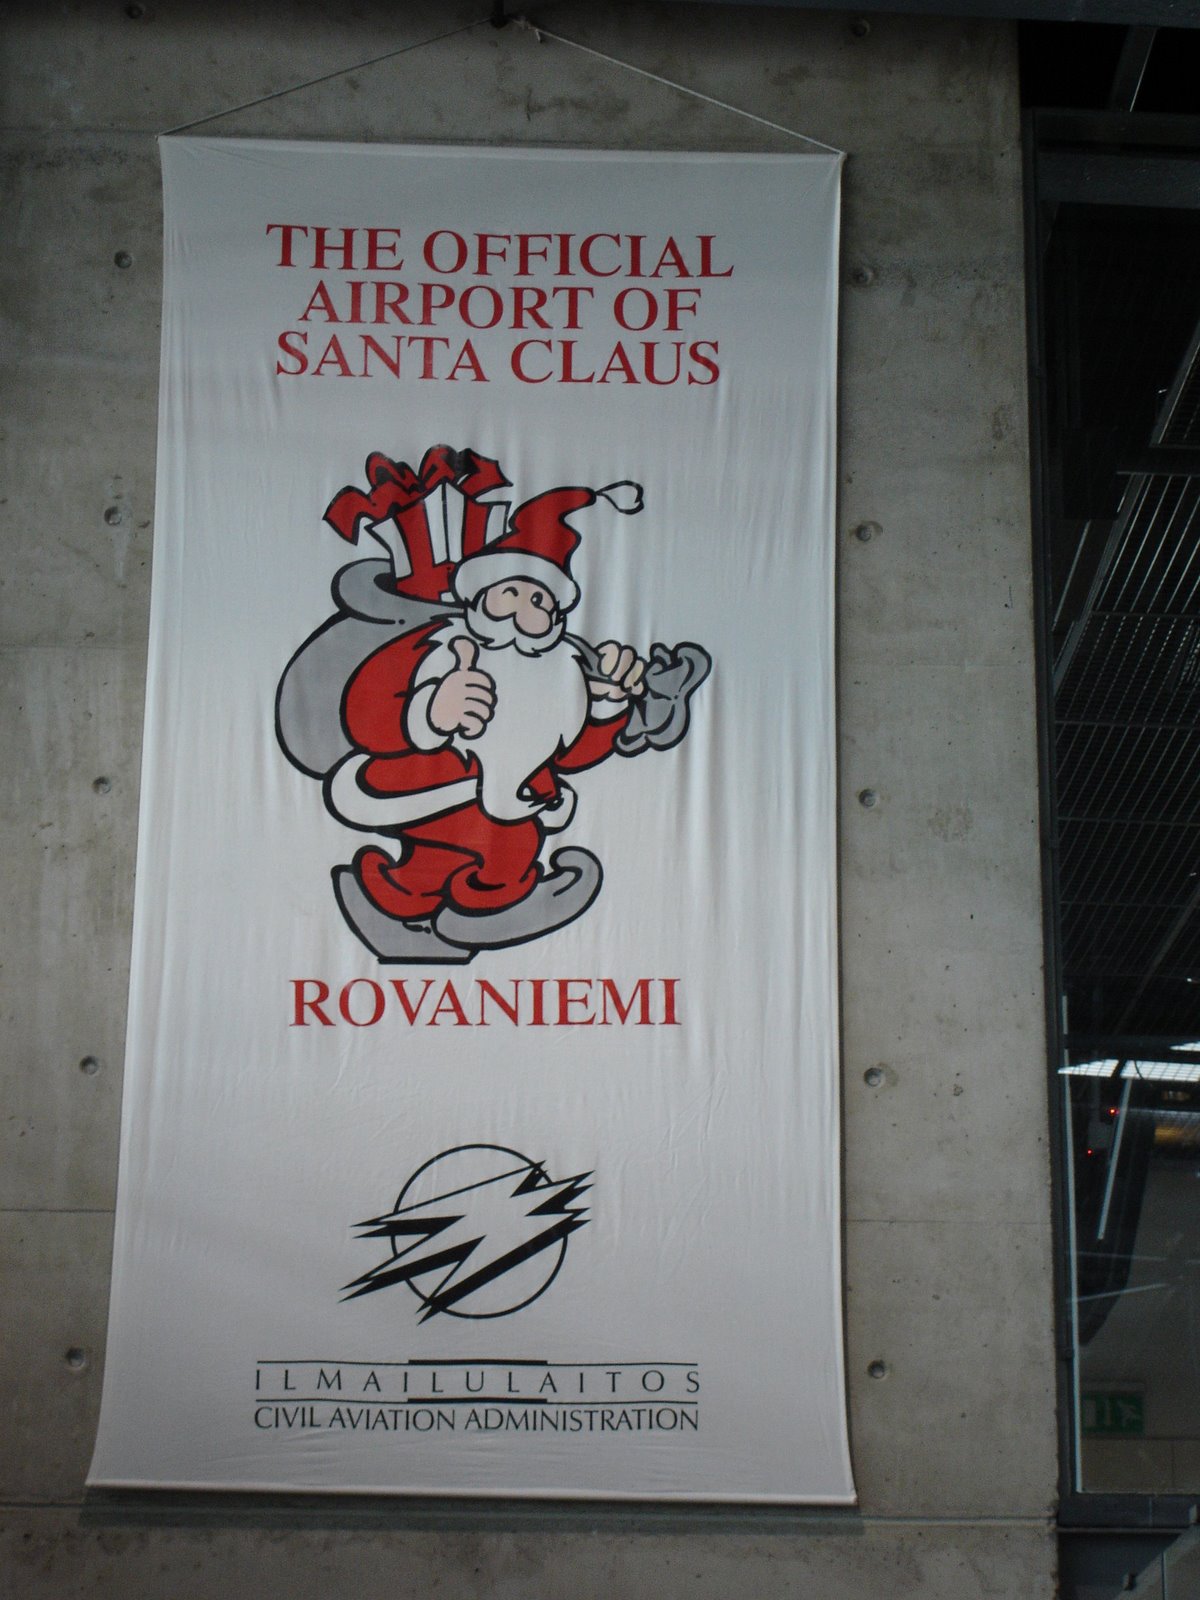 THE OFFICIAL
AIRPORT OF
SANTA CLAUS
ROVANIEMI
ILMAILULAITOS
CIVIL AVIATION ADMINISTRATION